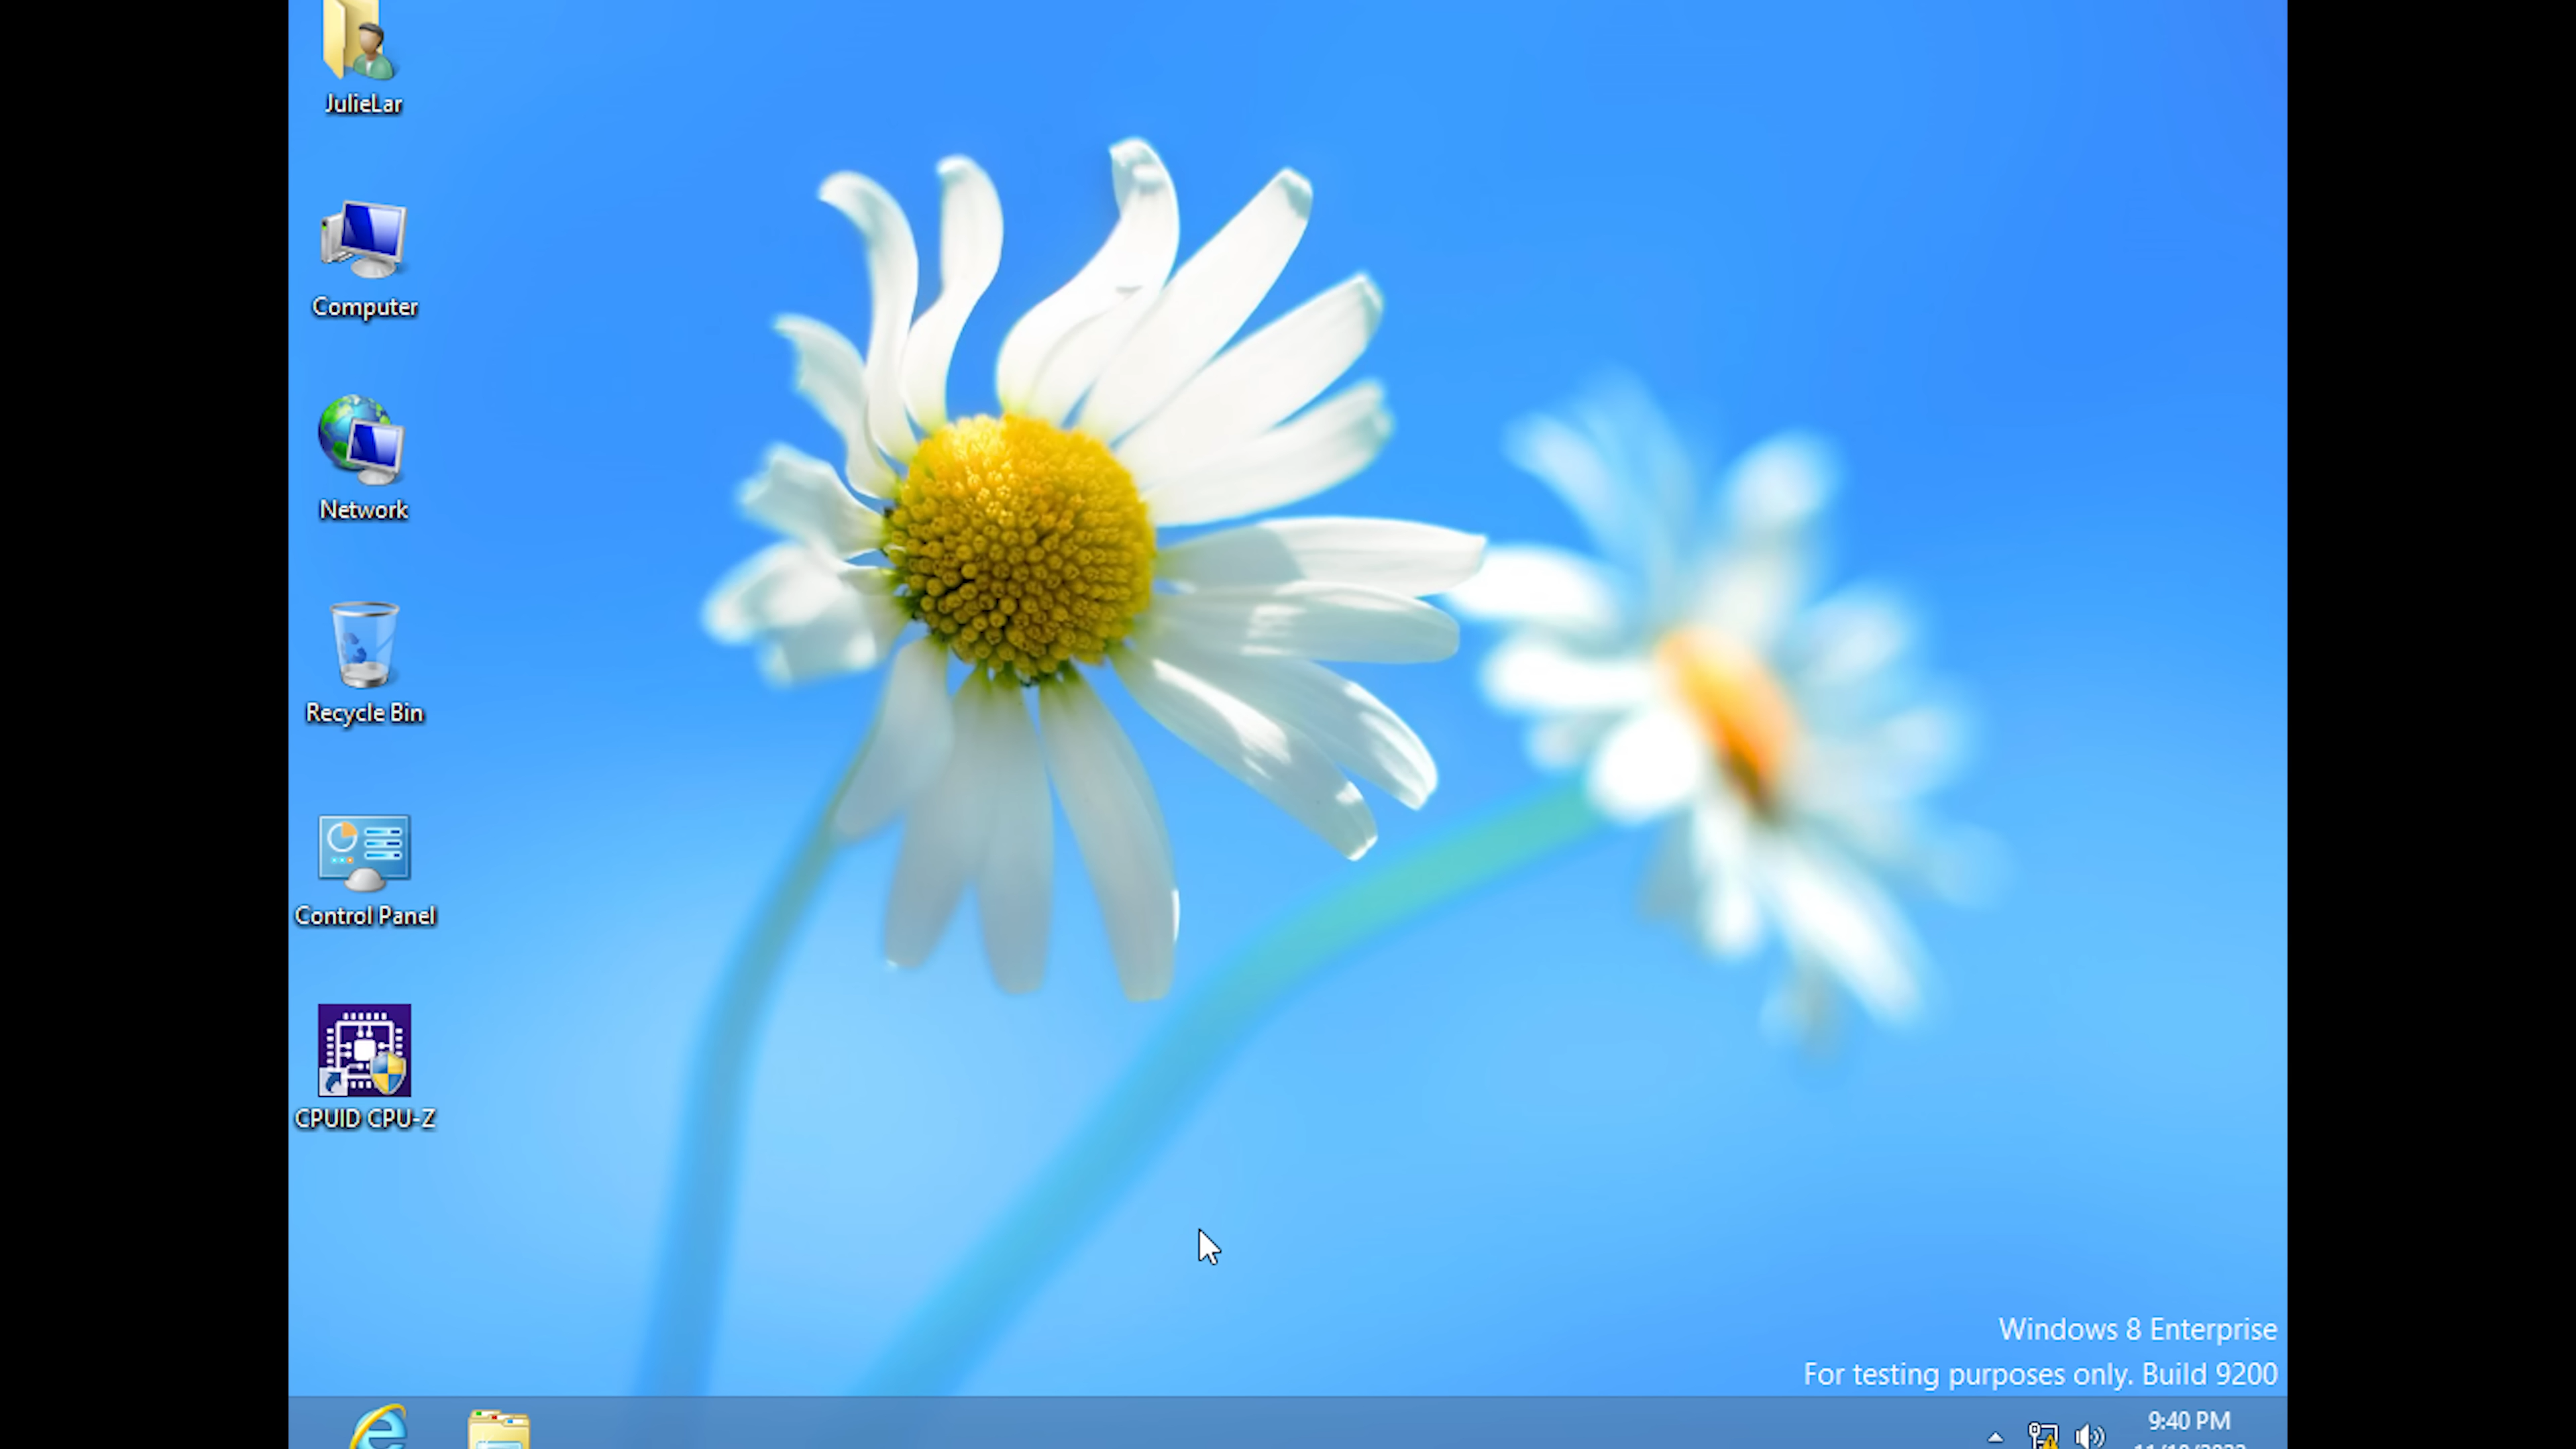 JulieLar
Computer
Network
Recycle Bin
Control Panel
CPUID CPU-Z
Windows 8 Enterprise
For testing purposes only. Build 9200
9:40 PM